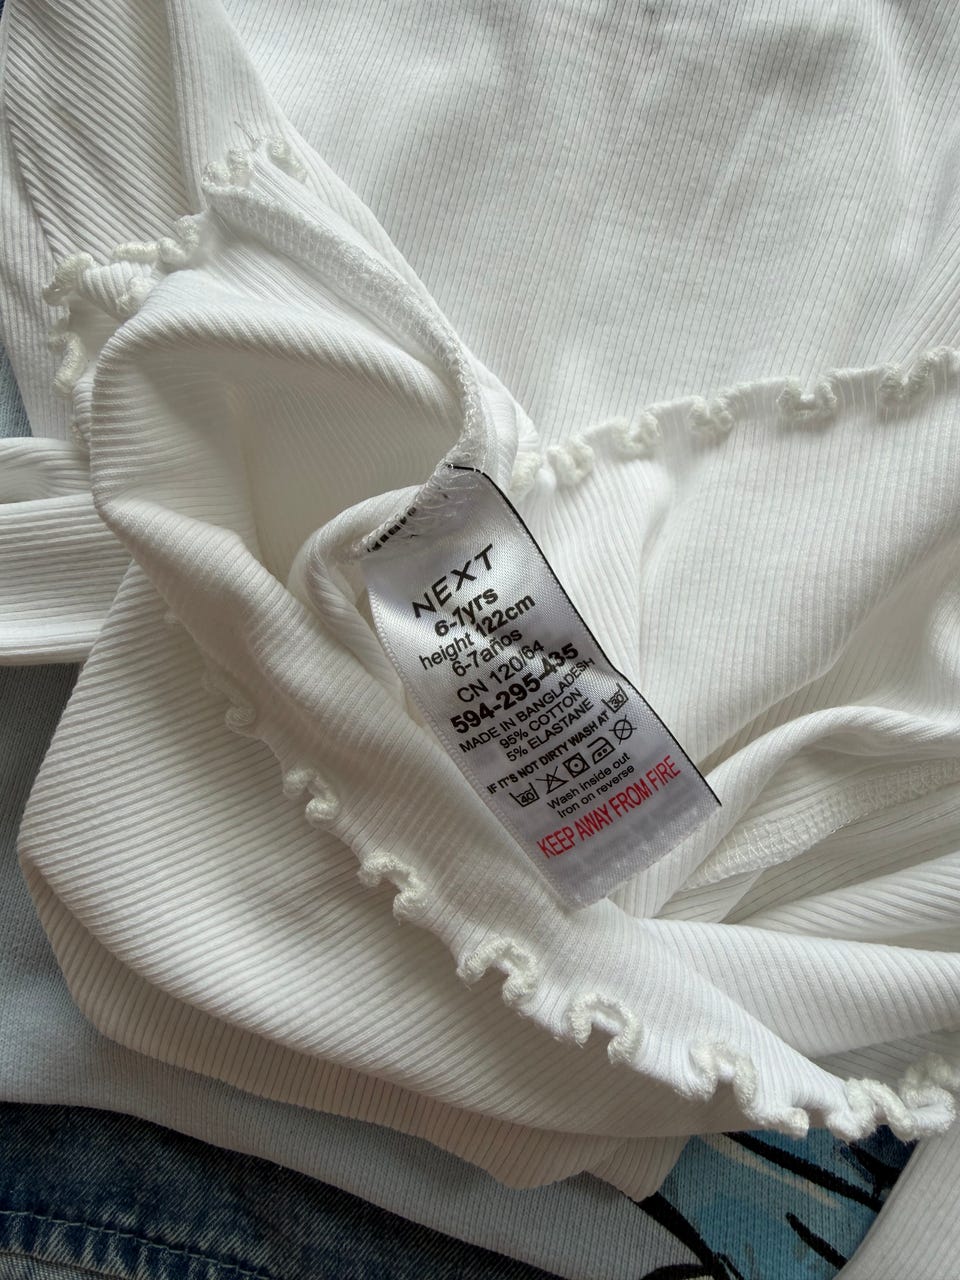 NEXT
6-7yrs
height 122cm
6-7años
CN 120/64
594-295-435
MADE IN BANGLADESH
95% COTTON
5% ELASTANE
IF IT'S NOT DIRTY WASH AT 30
40
Wash inside out
Iron on reverse
KEEP AWAY FROM FIRE